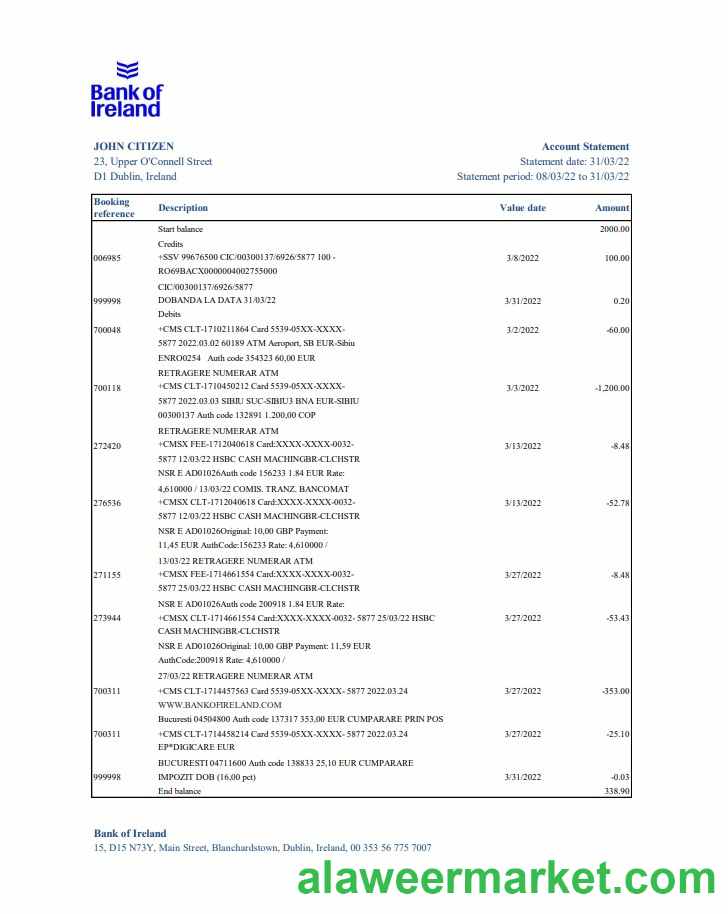 Bank of
Ireland
JOHN CITIZEN
23, Upper O'Connell Street
D1 Dublin, Ireland
Account Statement
Statement date: 31/03/22
Statement period: 08/03/22 to 31/03/22
Booking reference Description Value date Amount
Start balance 2000.00
Credits
006985 +SSV 99676500 CIC/00300137/6926/5877 100 - 3/8/2022 100.00
RO69BACX0000004002755000
CIC/00300137/6926/5877
999998 DOBANDA LA DATA 31/03/22 3/31/2022 0.20
Debits
700048 +CMS CLT-1710211864 Card 5539-05XX-XXXX- 3/2/2022 -60.00
5877 2022.03.02 60189 ATM Aeroport, SB EUR-Sibiu
ENRO0254 Auth code 354323 60,00 EUR
RETRAGERE NUMERAR ATM
700118 +CMS CLT-1710450212 Card 5539-05XX-XXXX- 3/3/2022 -1,200.00
5877 2022.03.03 SIBIU SUC-SIBIU3 BNA EUR-SIBIU
00300137 Auth code 132891 1.200,00 COP
RETRAGERE NUMERAR ATM
272420 +CMSX FEE-1712040618 Card:XXXX-XXXX-0032- 3/13/2022 -8.48
5877 12/03/22 HSBC CASH MACHINGBR-CLCHSTR
NSR E AD01026Auth code 156233 1.84 EUR Rate:
4,610000 / 13/03/22 COMIS. TRANZ. BANCOMAT
276536 +CMSX CLT-1712040618 Card:XXXX-XXXX-0032- 3/13/2022 -52.78
5877 12/03/22 HSBC CASH MACHINGBR-CLCHSTR
NSR E AD01026Original: 10,00 GBP Payment:
11,45 EUR AuthCode:156233 Rate: 4,610000 /
13/03/22 RETRAGERE NUMERAR ATM
271155 +CMSX FEE-1714661554 Card:XXXX-XXXX-0032- 3/27/2022 -8.48
5877 25/03/22 HSBC CASH MACHINGBR-CLCHSTR
NSR E AD01026Auth code 200918 1.84 EUR Rate:
273944 +CMSX CLT-1714661554 Card:XXXX-XXXX-0032- 5877 25/03/22 HSBC 3/27/2022 -53.43
CASH MACHINGBR-CLCHSTR
NSR E AD01026Original: 10,00 GBP Payment: 11,59 EUR
AuthCode:200918 Rate: 4,610000 /
27/03/22 RETRAGERE NUMERAR ATM
700311 +CMS CLT-1714457563 Card 5539-05XX-XXXX- 5877 2022.03.24 3/27/2022 -353.00
WWW.BANKOFIRELAND.COM
Bucuresti 04504800 Auth code 137317 353,00 EUR CUMPARARE PRIN POS
700311 +CMS CLT-1714458214 Card 5539-05XX-XXXX- 5877 2022.03.24 3/27/2022 -25.10
EP*DIGICARE EUR
BUCURESTI 04711600 Auth code 138833 25,10 EUR CUMPARARE
999998 IMPOZIT DOB (16,00 pct) 3/31/2022 -0.03
End balance 338.90
Bank of Ireland
15, D15 N73Y, Main Street, Blanchardstown, Dublin, Ireland, 00 353 56 775 7007
alaweermarket.com